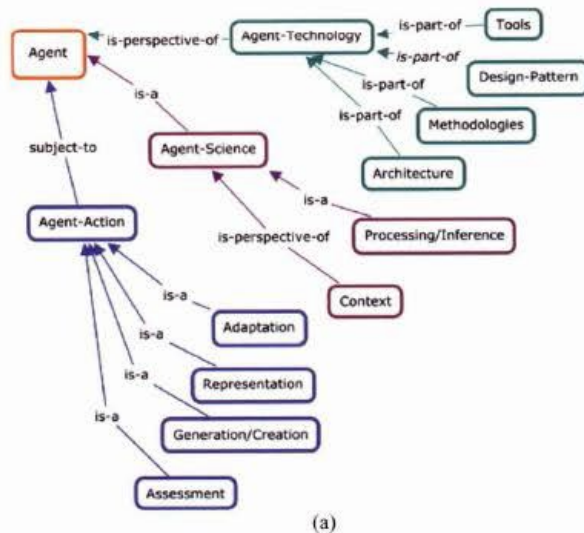 Agent
is-perspective-of
Agent-Technology
is-part-of
Tools
is-part-of
Design-Pattern
is-part-of
Methodologies
is-part-of
Architecture
is-a
Agent-Science
subject-to
is-a
Processing/Inference
Agent-Action
is-perspective-of
Context
is-a
Adaptation
is-a
Representation
is-a
Generation/Creation
is-a
Assessment
(a)